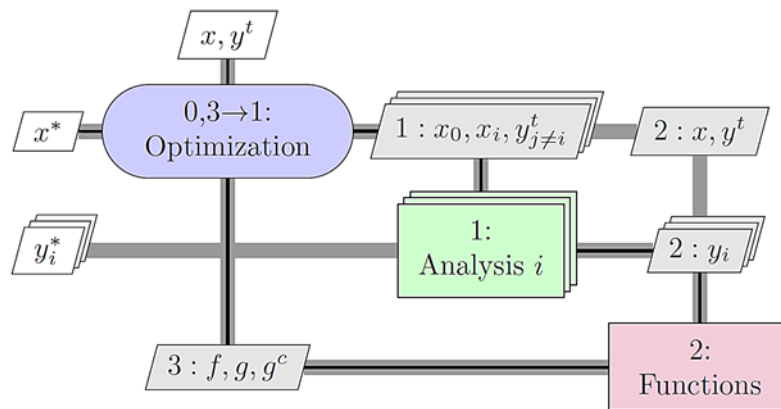 x, y^t
x*
0,3→1:
Optimization
1 : x_0, x_i, y^t_{j≠i}
2 : x, y^t
y_i^*
1:
Analysis i
2 : y_i
3 : f, g, g^c
2:
Functions